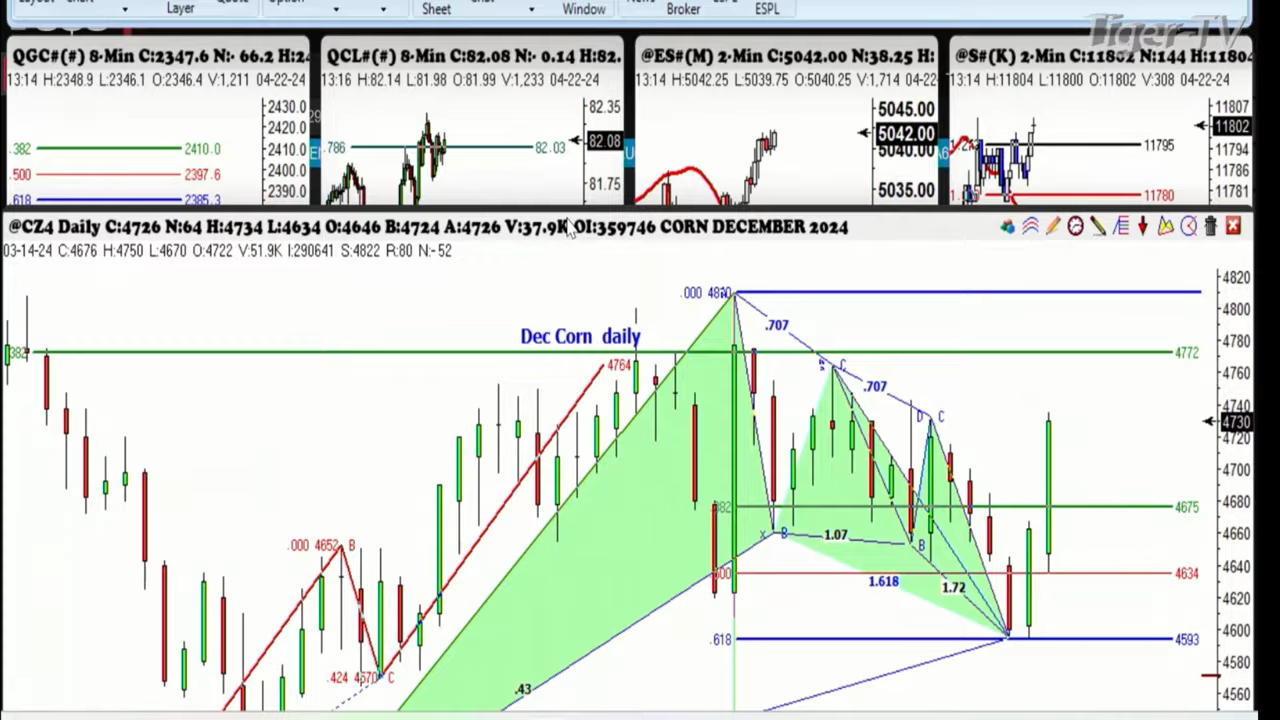 Layer
Sheet
Window
Broker
ESPL
Tiger-TV
QGC#(#) 8-Min C:2347.6 N:- 66.2 H:24
13:14 H:2348.9 L:2346.1 O:2346.4 V:1,211 04-22-24
2430.0
2420.0
2410.0
2400.0
2390.0
.382 2410.0
.500 2397.6
.618 2385.3
QCL#(#) 8-Min C:82.08 N:- 0.14 H:82.
13:16 H:82.14 L:81.98 O:81.99 V:1,233 04-22-24
82.35
82.08
81.75
.786 82.03
@ES#(M) 2-Min C:5042.00 N:38.25 H:
13:14 H:5042.25 L:5039.75 O:5040.25 V:1,714 04-22
5045.00
5042.00
5040.00
5035.00
@S#(K) 2-Min C:11802 N:144 H:11804
13:14 H:11804 L:11800 O:11802 V:308 04-22-24
11807
11802
11794
11786
11781
11795
11780
@CZ4 Daily C:4726 N:64 H:4734 L:4634 O:4646 B:4724 A:4726 V:37.9K OI:359746 CORN DECEMBER 2024
03-14-24 C:4676 H:4750 L:4670 O:4722 V:51.9K I:290641 S:4822 R:80 N:-52
Dec Corn daily
.707
.707
C
D C
4764
382 4772
.000 4652 B
.424 4570 C
382 4675
X B
1.07
B
4634
1.618
1.72
.618 4593
.43
4820
4800
4780
4760
4740
4730
4720
4700
4680
4660
4640
4620
4600
4580
4560